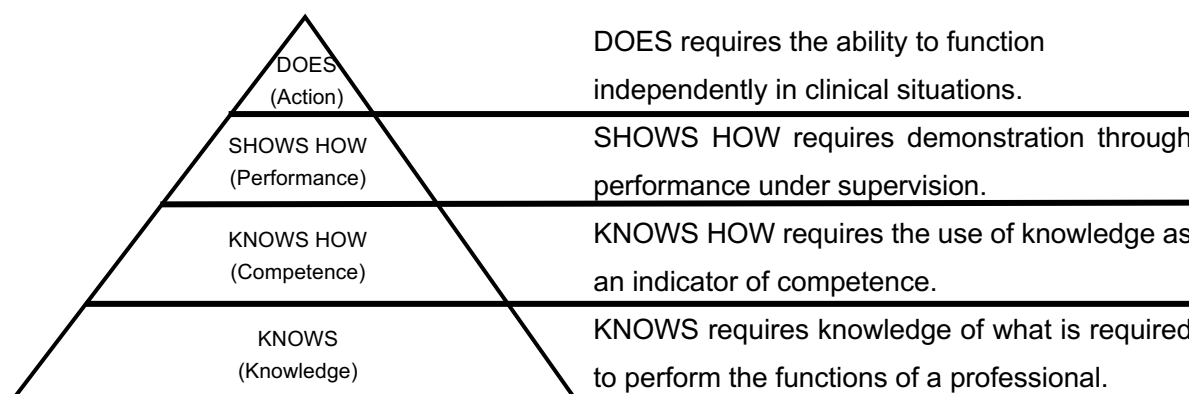 DOES
(Action)
DOES requires the ability to function
independently in clinical situations.
SHOWS HOW
(Performance)
SHOWS HOW requires demonstration through
performance under supervision.
KNOWS HOW
(Competence)
KNOWS HOW requires the use of knowledge as
an indicator of competence.
KNOWS
(Knowledge)
KNOWS requires knowledge of what is required
to perform the functions of a professional.